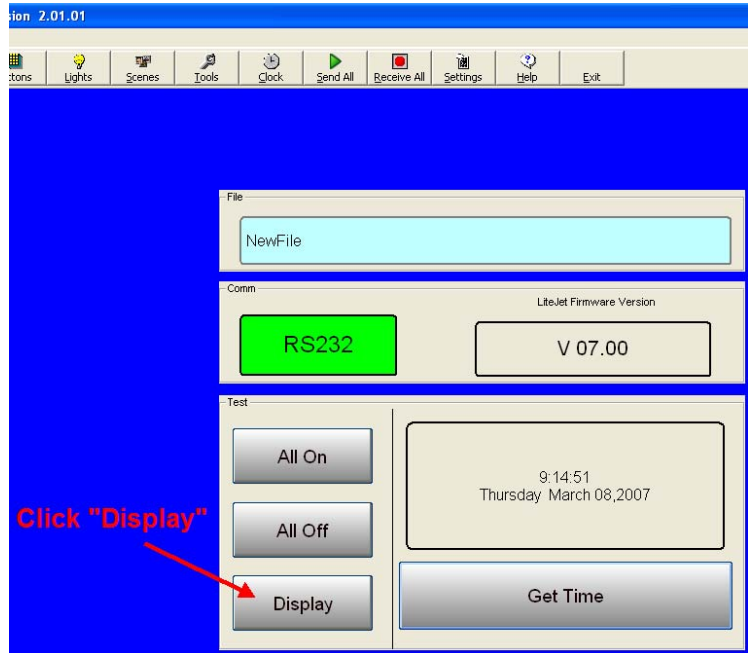 sion 2.01.01
ttons Lights Scenes Tools Clock Send All Receive All Settings Help Exit
File
NewFile
Comm
LiteJet Firmware Version
RS232
V 07.00
Test
All On
9:14:51
Thursday March 08,2007
Click "Display"
All Off
Display
Get Time